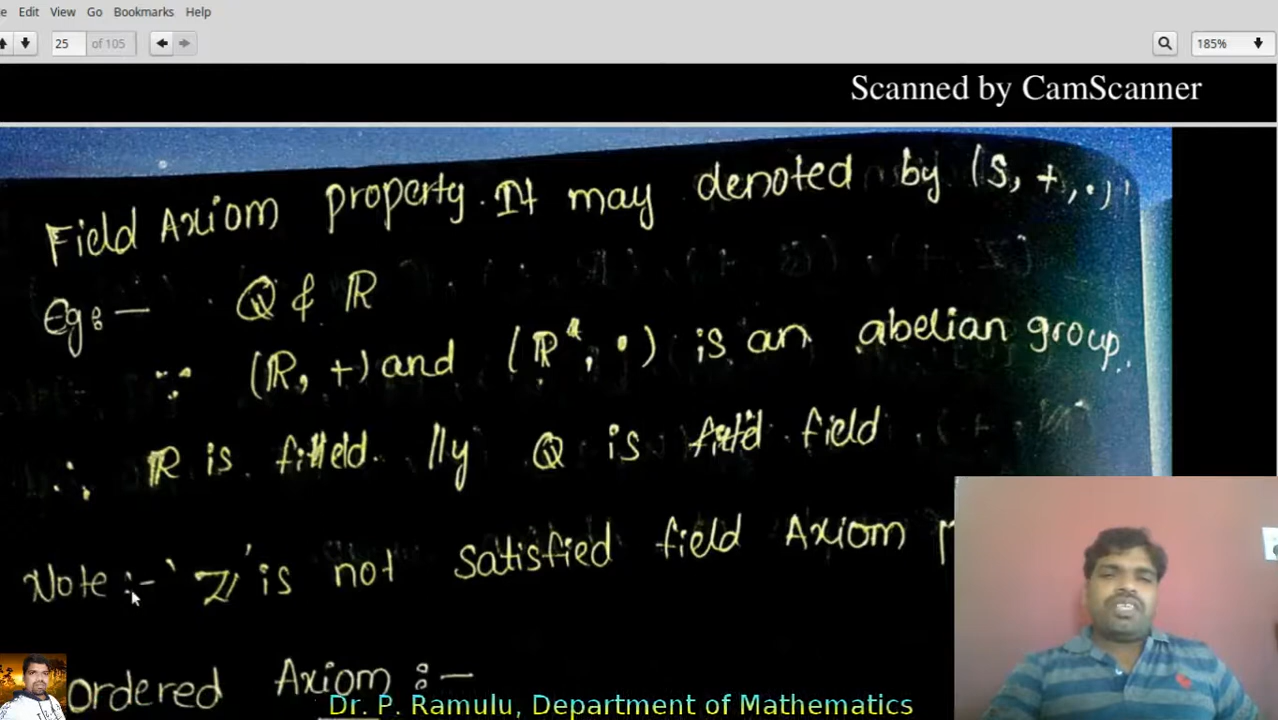 Edit View Go Bookmarks Help
25 of 105 185%
Scanned by CamScanner
Field Axiom property. It may denoted by (S, +, .),
Eg:- Q & R
∵ (R, +) and (R*, •) is an abelian group.
∴ R is field. lly Q is field field
Note :- 'Z' is not satisfied field Axiom
Ordered Axiom :-
Dr. P. Ramulu, Department of Mathematics